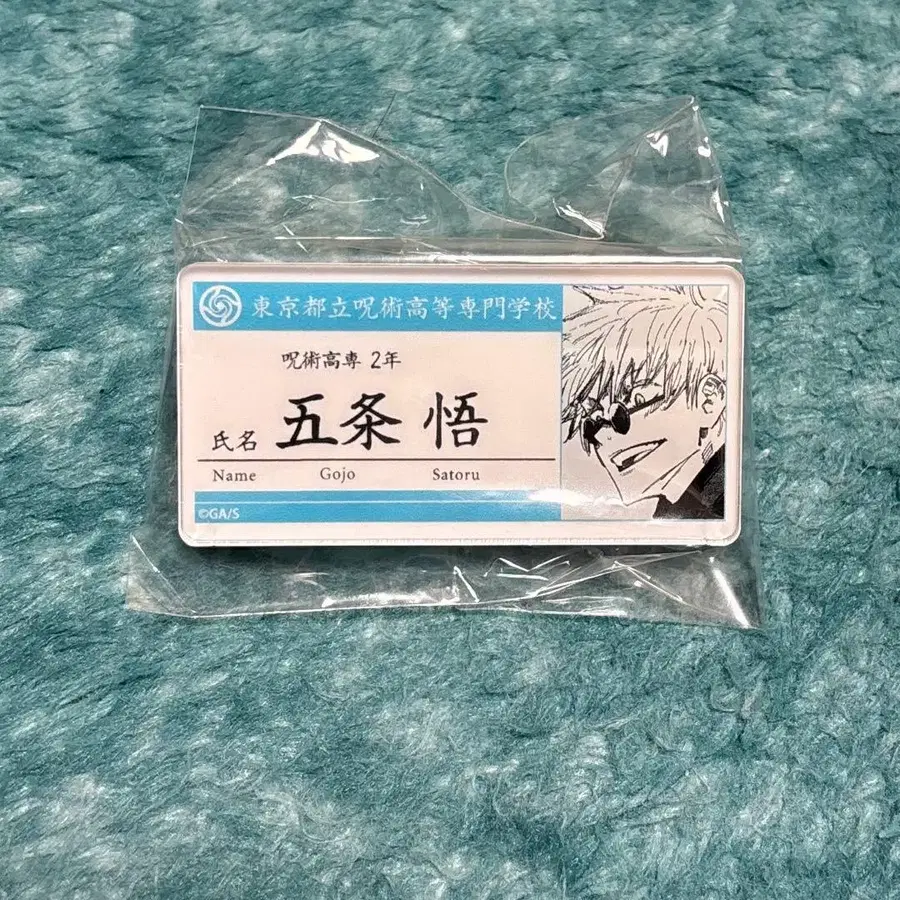 東京都立呪術高等専門学校
呪術高専 2年
氏名 五条 悟
Name Gojo Satoru
©GA/S